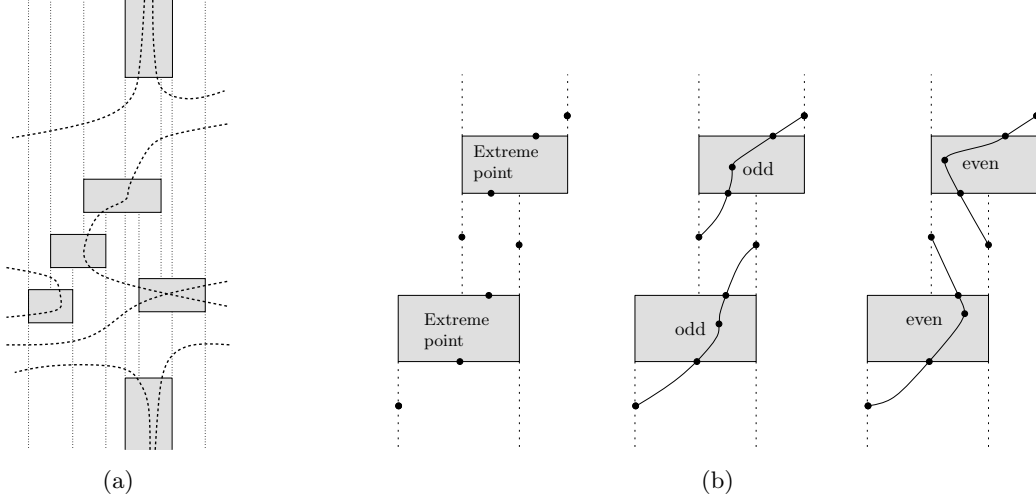 Extreme
point
odd
even
Extreme
point
odd
even
(a)
(b)